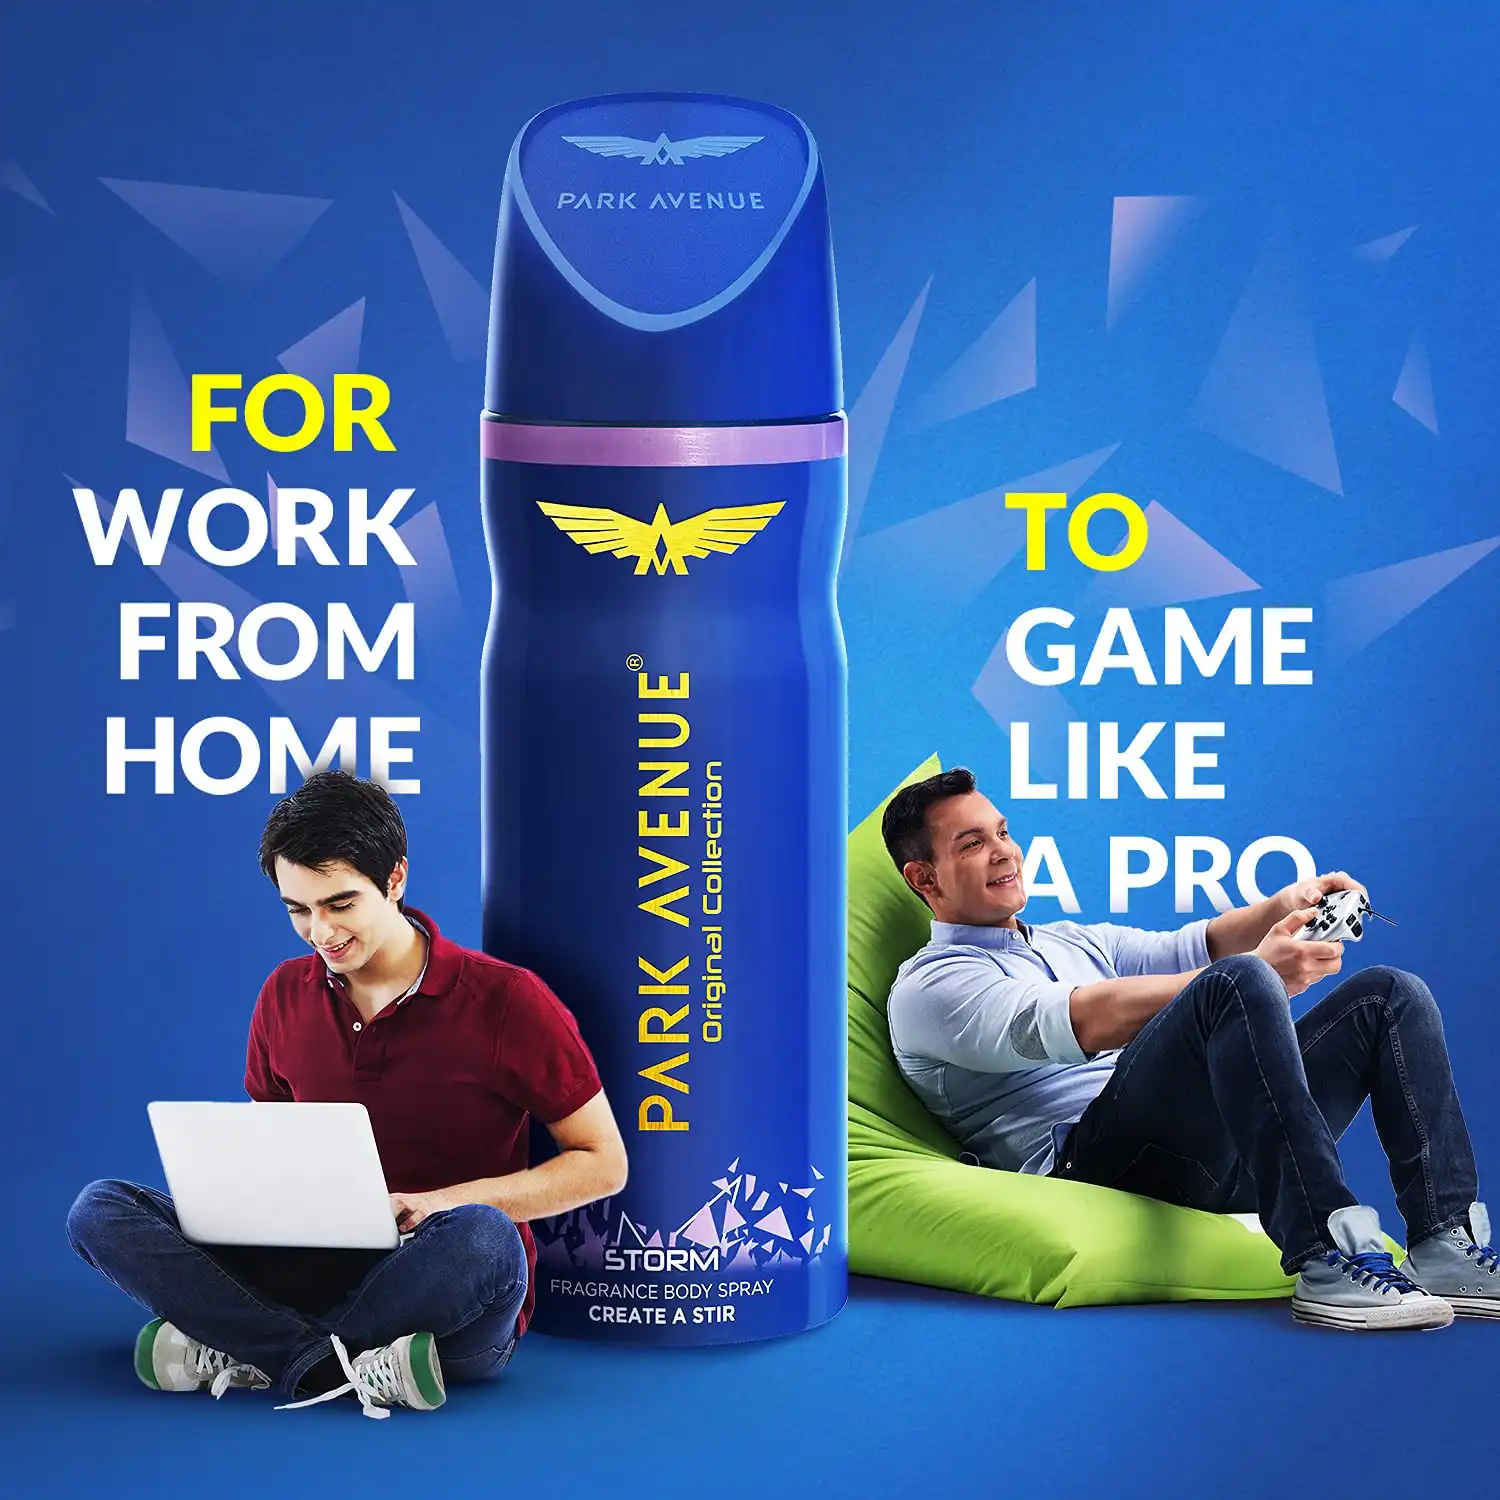 PARK AVENUE
FOR
WORK
FROM
HOME
TO
GAME
LIKE
A PRO
PARK AVENUE®
Original Collection
STORM
FRAGRANCE BODY SPRAY
CREATE A STIR